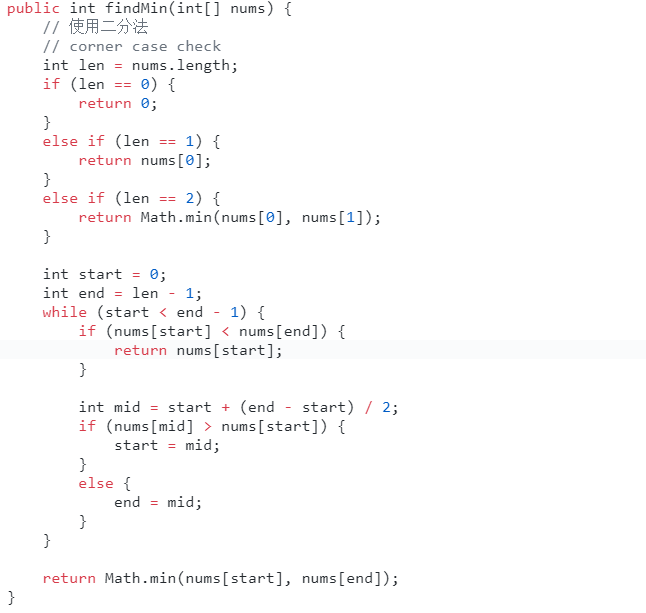 public int findMin(int[] nums) {
    // 使用二分法
    // corner case check
    int len = nums.length;
    if (len == 0) {
        return 0;
    }
    else if (len == 1) {
        return nums[0];
    }
    else if (len == 2) {
        return Math.min(nums[0], nums[1]);
    }

    int start = 0;
    int end = len - 1;
    while (start < end - 1) {
        if (nums[start] < nums[end]) {
            return nums[start];
        }

        int mid = start + (end - start) / 2;
        if (nums[mid] > nums[start]) {
            start = mid;
        }
        else {
            end = mid;
        }
    }

    return Math.min(nums[start], nums[end]);
}